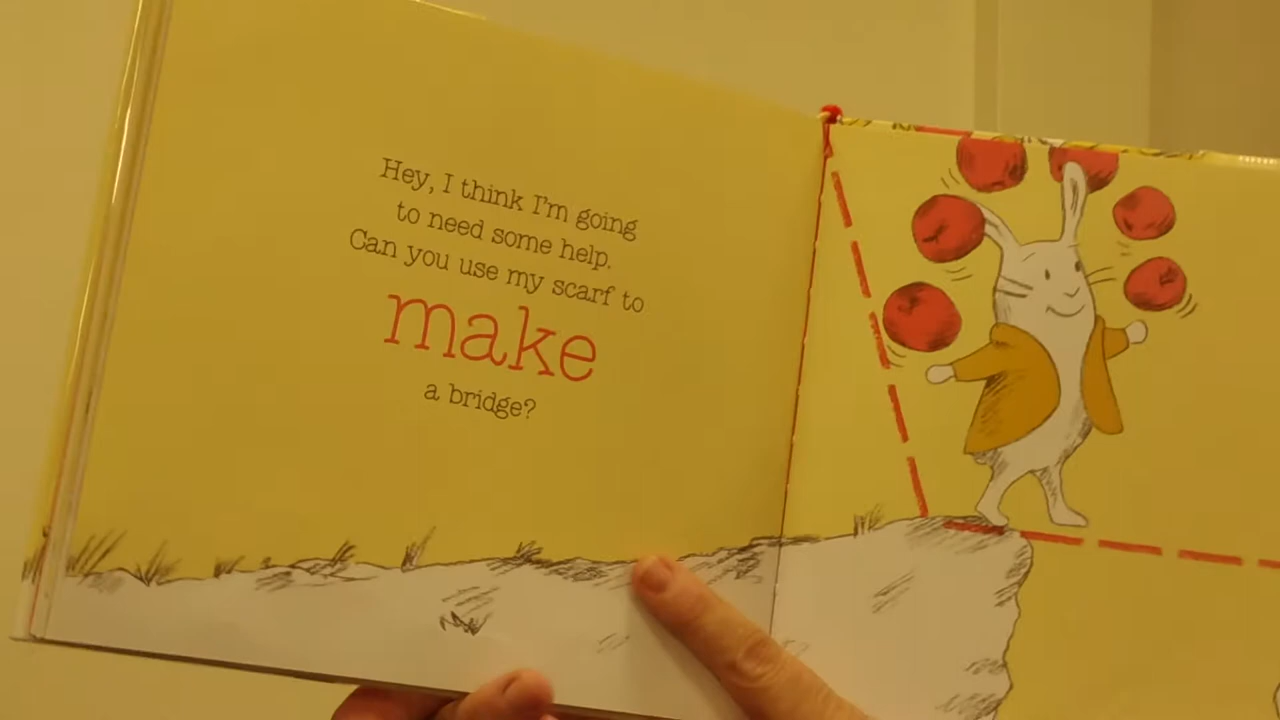 Hey, I think I'm going
to need some help.
Can you use my scarf to
make
a bridge?